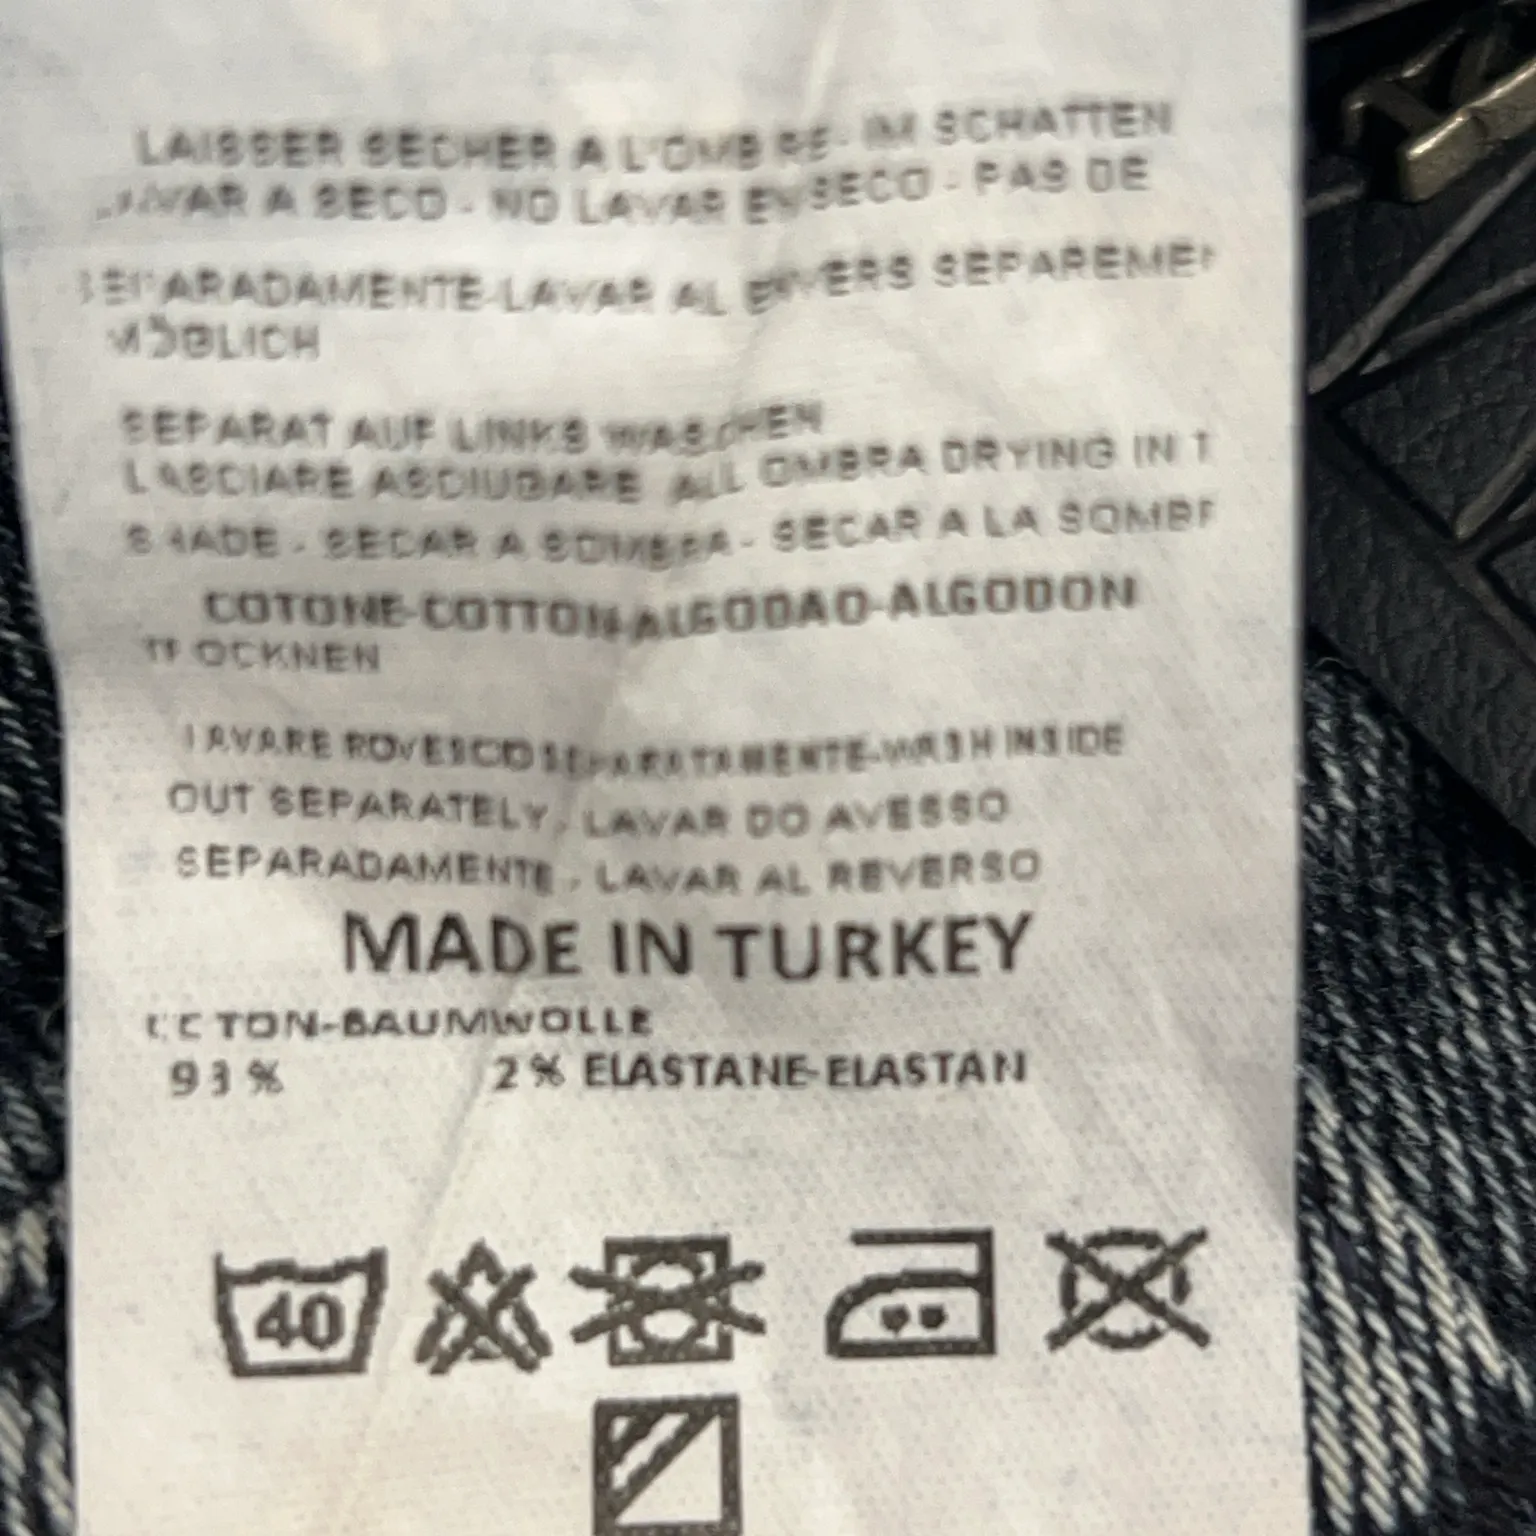 LAISSER SECHER A L'OMBRE- IM SCHATTEN
LAVAR A SECO - NO LAVAR EN SECO - PAS DE
SEPARADAMENTE-LAVAR AL ENVERS SEPAREMEN
MÖGLICH
SEPARAT AUF LINKS WASCHEN
LASCIARE ASCIUGARE ALL OMBRA DRYING IN T
SHADE - SECAR A SOMBRA - SECAR A LA SOMBR
COTONE-COTTON-ALGODAO-ALGODON
TROCKNEN
LAVARE ROVESCO SEPARATAMENTE-WASH INSIDE
OUT SEPARATELY, LAVAR DO AVESSO
SEPARADAMENTE, LAVAR AL REVERSO
MADE IN TURKEY
COTON-BAUMWOLLE
2 % ELASTANE-ELASTAN
40